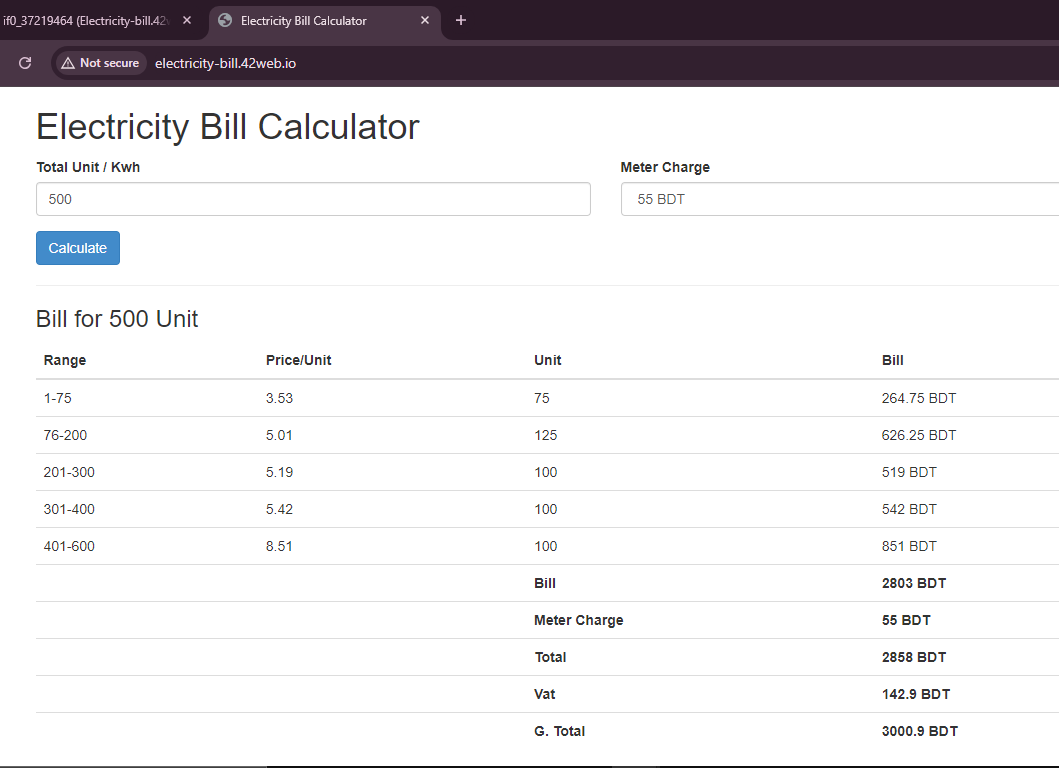 if0_37219464 (Electricity-bill.42w
Electricity Bill Calculator
Not secure electricity-bill.42web.io
Electricity Bill Calculator
Total Unit / Kwh Meter Charge
500 55 BDT
Calculate
Bill for 500 Unit
Range Price/Unit Unit Bill
1-75 3.53 75 264.75 BDT
76-200 5.01 125 626.25 BDT
201-300 5.19 100 519 BDT
301-400 5.42 100 542 BDT
401-600 8.51 100 851 BDT
Bill 2803 BDT
Meter Charge 55 BDT
Total 2858 BDT
Vat 142.9 BDT
G. Total 3000.9 BDT